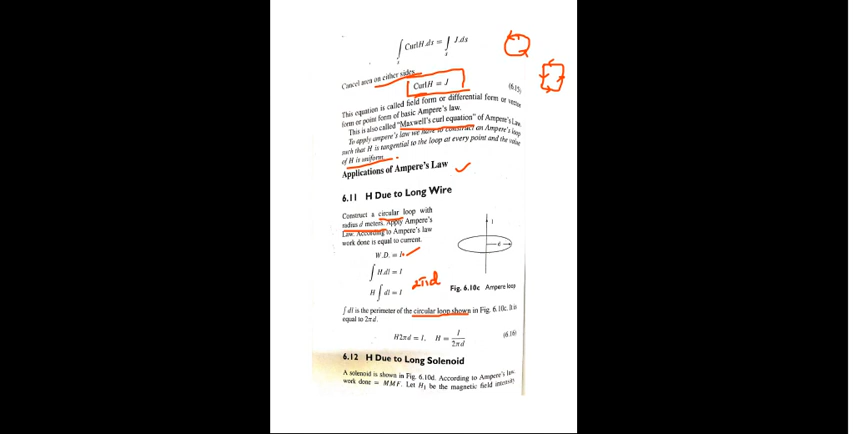 ∫ CurlH.ds = ∫ J.ds
s s
Cancel area on either sides
CurlH = J (6.15)
This equation is called field form or differential form or vector
form or point form of basic Ampere's law.
This is also called "Maxwell's curl equation" of Ampere's Law.
To apply ampere's law we have to construct an Ampere's loop
such that H is tangential to the loop at every point and the value
of H is uniform.
Applications of Ampere's Law
6.11 H Due to Long Wire
Construct a circular loop with
radius d meters. Apply Ampere's
Law. According to Ampere's law
work done is equal to current.
W.D. = I
∫ H.dl = I
H ∫ dl = I
2πd
I
d
Fig. 6.10c Ampere loop
∫ dl is the perimeter of the circular loop shown in Fig. 6.10c. It is
equal to 2πd.
H2πd = I, H = I / 2πd (6.16)
6.12 H Due to Long Solenoid
A solenoid is shown in Fig. 6.10d. According to Ampere's law,
work done = MMF. Let H₁ be the magnetic field intensity